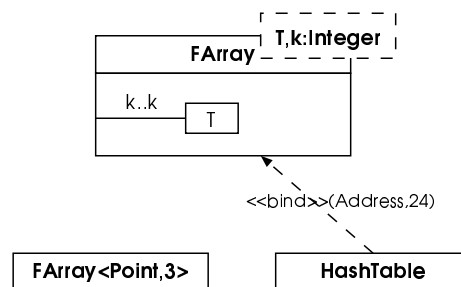 T,k:Integer
FArray
k..k
T
<<bind>>(Address,24)
FArray<Point,3>
HashTable